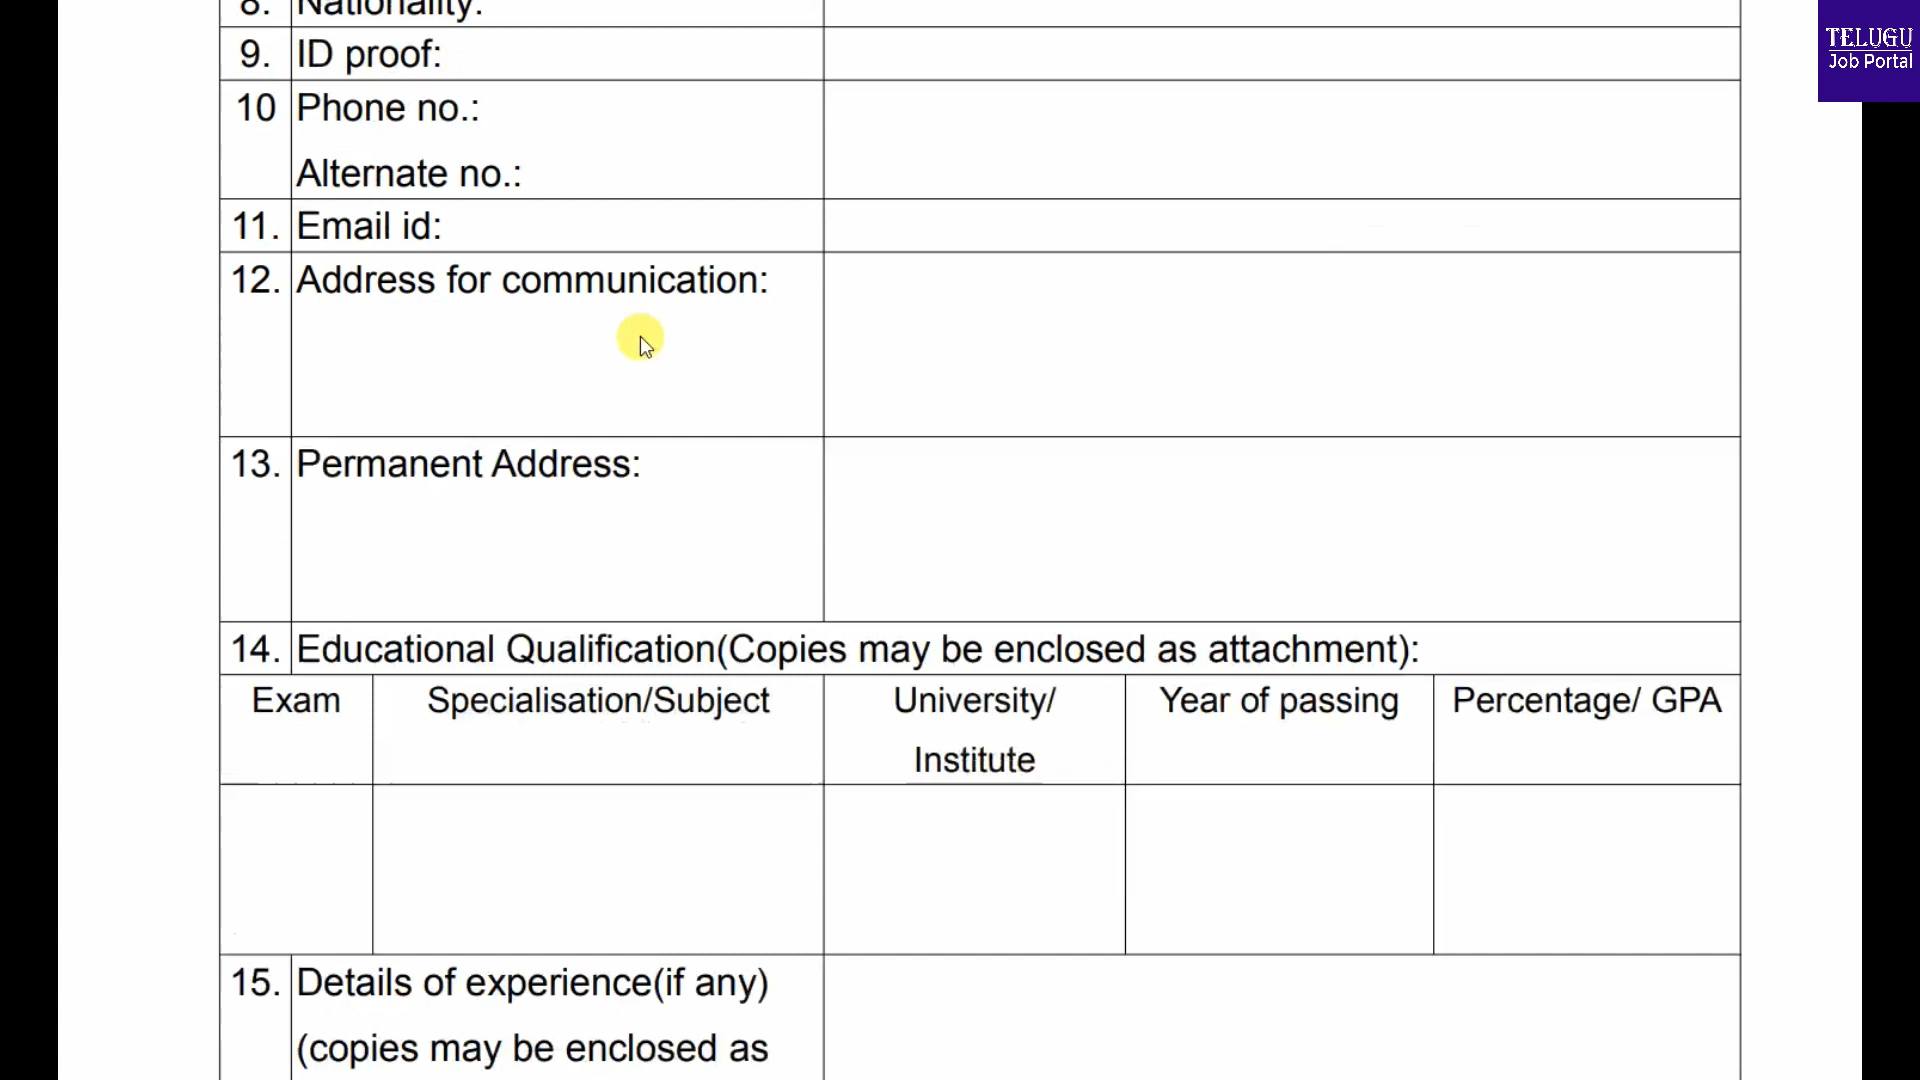 8. Nationality:
9. ID proof:
10 Phone no.:
Alternate no.:
11. Email id:
12. Address for communication:
13. Permanent Address:
14. Educational Qualification(Copies may be enclosed as attachment):
Exam Specialisation/Subject University/ Year of passing Percentage/ GPA
Institute
15. Details of experience(if any)
(copies may be enclosed as
TELUGU
Job Portal